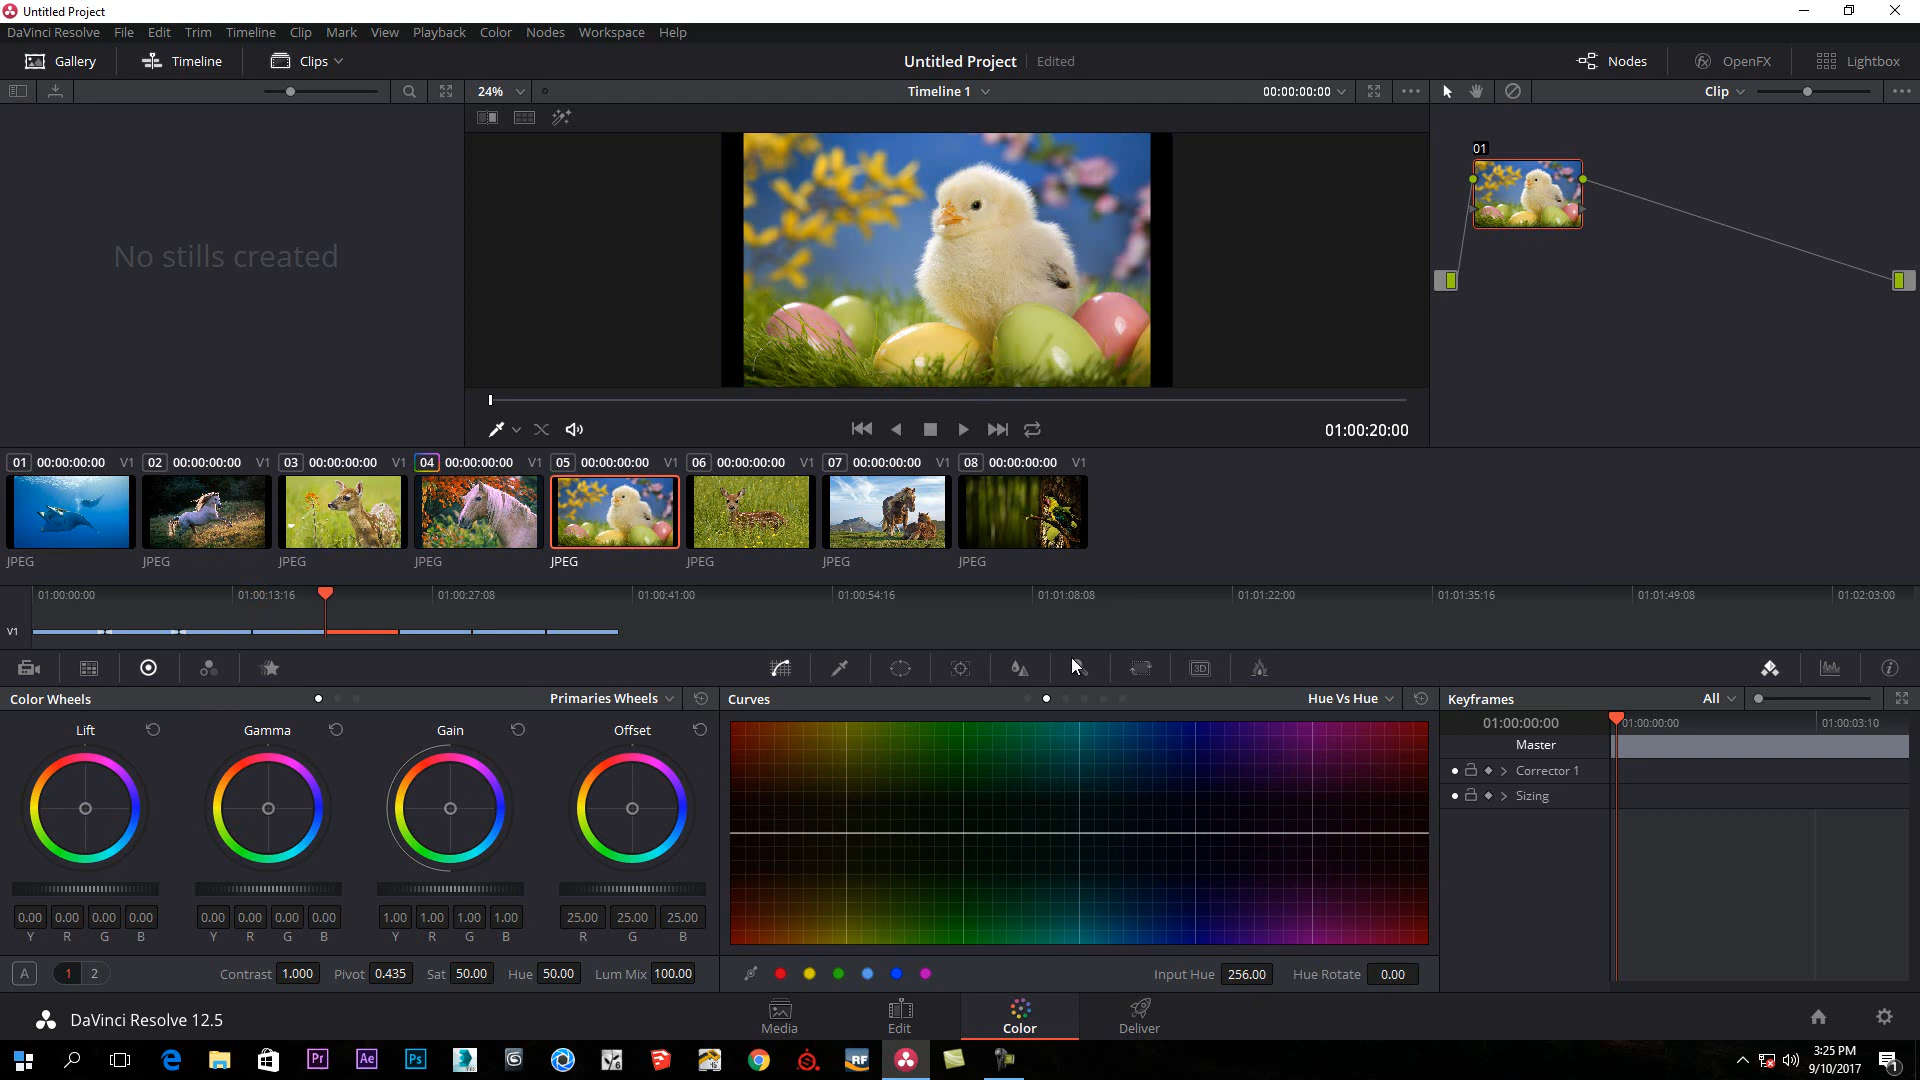 Untitled Project
DaVinci Resolve File Edit Trim Timeline Clip Mark View Playback Color Nodes Workspace Help
Gallery Timeline Clips Untitled Project Edited Nodes OpenFX Lightbox
24% Timeline 1 00:00:00:00 Clip
01
No stills created
01:00:20:00
01 00:00:00:00 V1 02 00:00:00:00 V1 03 00:00:00:00 V1 04 00:00:00:00 V1 05 00:00:00:00 V1 06 00:00:00:00 V1 07 00:00:00:00 V1 08 00:00:00:00 V1
JPEG JPEG JPEG JPEG JPEG JPEG JPEG JPEG
01:00:00:00 01:00:13:16 01:00:27:08 01:00:41:00 01:00:54:16 01:01:08:08 01:01:22:00 01:01:35:16 01:01:49:08 01:02:03:00
V1
3D
Color Wheels Primaries Wheels Curves Hue Vs Hue Keyframes All
01:00:00:00 00:00:00:00 01:00:03:10
Lift Gamma Gain Offset
Master
Corrector 1
Sizing
0.00 0.00 0.00 0.00 0.00 0.00 0.00 0.00 1.00 1.00 1.00 1.00 25.00 25.00 25.00
Y R G B Y R G B Y R G B R G B
A 1 2 Contrast 1.000 Pivot 0.435 Sat 50.00 Hue 50.00 Lum Mix 100.00 Input Hue 256.00 Hue Rotate 0.00
DaVinci Resolve 12.5 Media Edit Color Deliver
Pr Ae Ps RF
3:25 PM
9/10/2017
1